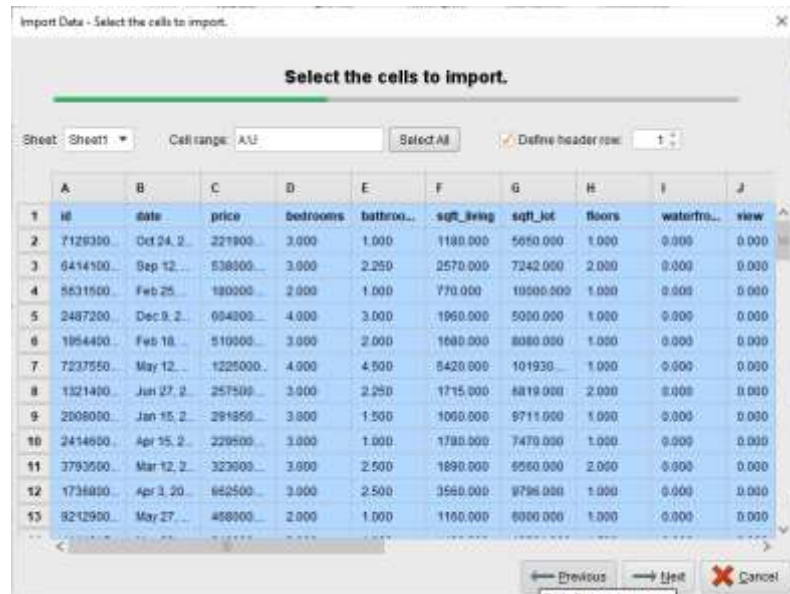 Import Data - Select the cells to import.
Select the cells to import.
Sheet Sheet1 Cell range: A:U Select All Define header row: 1
A B C D E F G H I J
1 id date price bedrooms bathroo... sqft_living sqft_lot floors waterfro... view
2 7129300... Oct 24, 2... 221900... 3.000 1.000 1180.000 5650.000 1.000 0.000 0.000
3 6414100... Sep 12, ... 538000... 3.000 2.250 2570.000 7242.000 2.000 0.000 0.000
4 5631500... Feb 25, ... 180000... 2.000 1.000 770.000 10000.000 1.000 0.000 0.000
5 2487200... Dec 9, 2... 604000... 4.000 3.000 1960.000 5000.000 1.000 0.000 0.000
6 1954400... Feb 18, ... 510000... 3.000 2.000 1680.000 8080.000 1.000 0.000 0.000
7 7237550... May 12, ... 1225000... 4.000 4.500 5420.000 101930... 1.000 0.000 0.000
8 1321400... Jun 27, 2... 257500... 3.000 2.250 1715.000 6819.000 2.000 0.000 0.000
9 2008000... Jan 15, 2... 291850... 3.000 1.500 1060.000 9711.000 1.000 0.000 0.000
10 2414600... Apr 15, 2... 229500... 3.000 1.000 1780.000 7470.000 1.000 0.000 0.000
11 3793500... Mar 12, 2... 323000... 3.000 2.500 1890.000 6560.000 2.000 0.000 0.000
12 1736800... Apr 3, 20... 662500... 3.000 2.500 3560.000 9796.000 1.000 0.000 0.000
13 9212900... May 27, ... 468000... 2.000 1.000 1160.000 6000.000 1.000 0.000 0.000
Previous Next Cancel